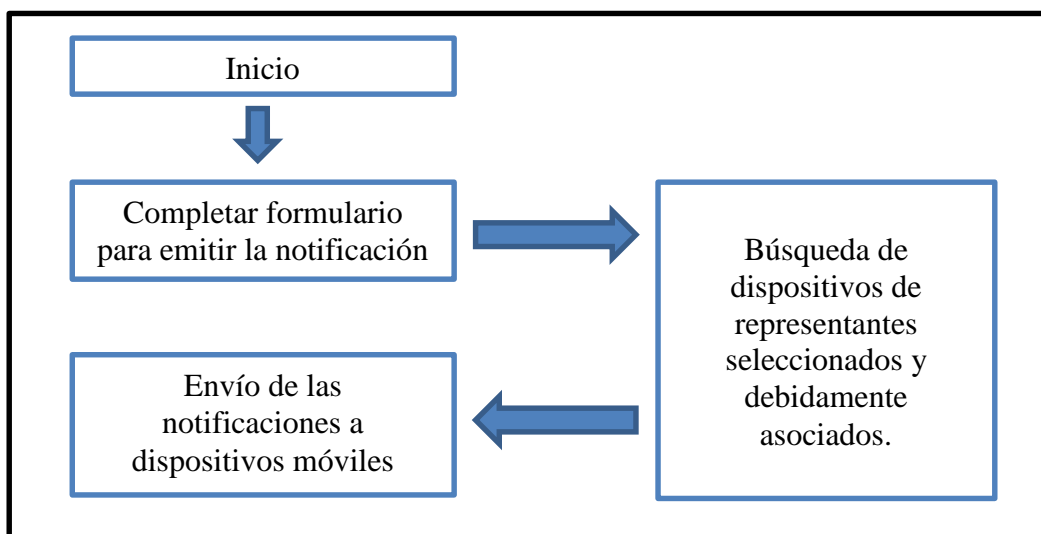 Inicio
Completar formulario
para emitir la notificación
Búsqueda de
dispositivos de
representantes
seleccionados y
debidamente
asociados.
Envío de las
notificaciones a
dispositivos móviles